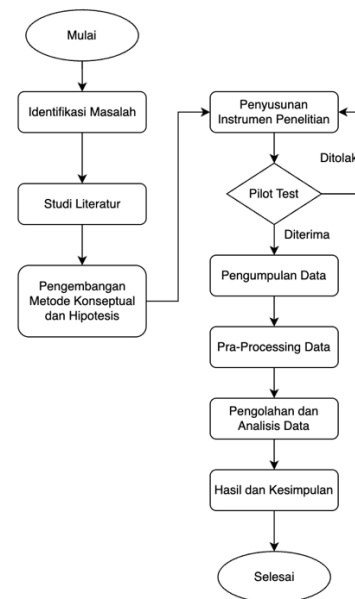 Mulai
Identifikasi Masalah
Studi Literatur
Pengembangan
Metode Konseptual
dan Hipotesis
Penyusunan
Instrumen Penelitian
Ditolak
Pilot Test
Diterima
Pengumpulan Data
Pra-Processing Data
Pengolahan dan
Analisis Data
Hasil dan Kesimpulan
Selesai